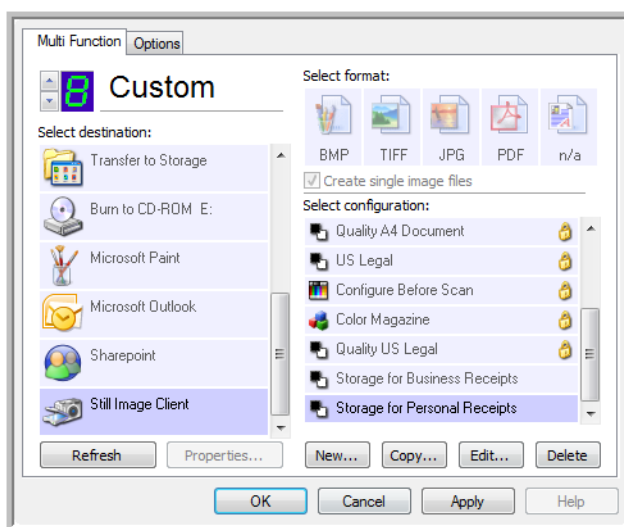 Multi Function
Options
8 Custom
Select destination:
Transfer to Storage
Burn to CD-ROM E:
Microsoft Paint
Microsoft Outlook
Sharepoint
Still Image Client
Refresh
Properties...
Select format:
BMP TIFF JPG PDF n/a
Create single image files
Select configuration:
Quality A4 Document
US Legal
Configure Before Scan
Color Magazine
Quality US Legal
Storage for Business Receipts
Storage for Personal Receipts
New... Copy... Edit... Delete
OK Cancel Apply Help